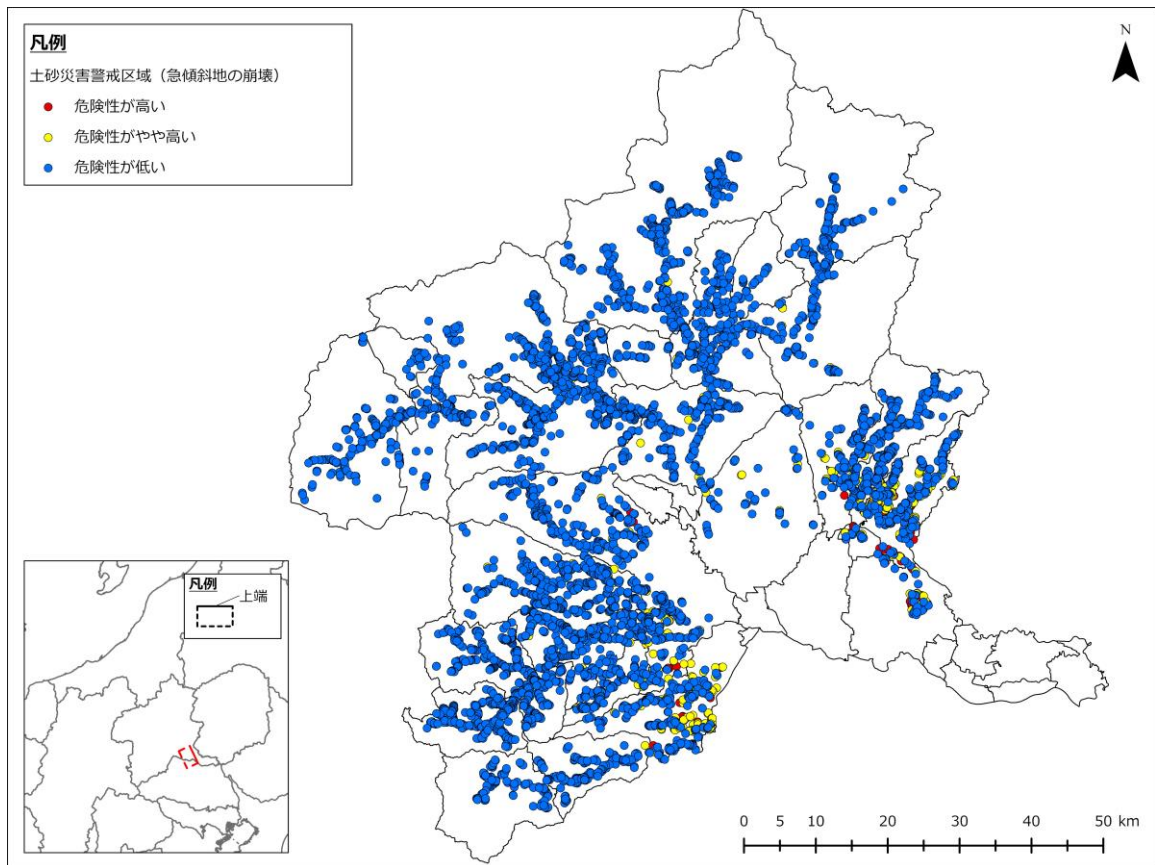 凡例
土砂災害警戒区域（急傾斜地の崩壊）
危険性が高い
危険性がやや高い
危険性が低い
N
凡例
上端
0 5 10 20 30 40 50 km